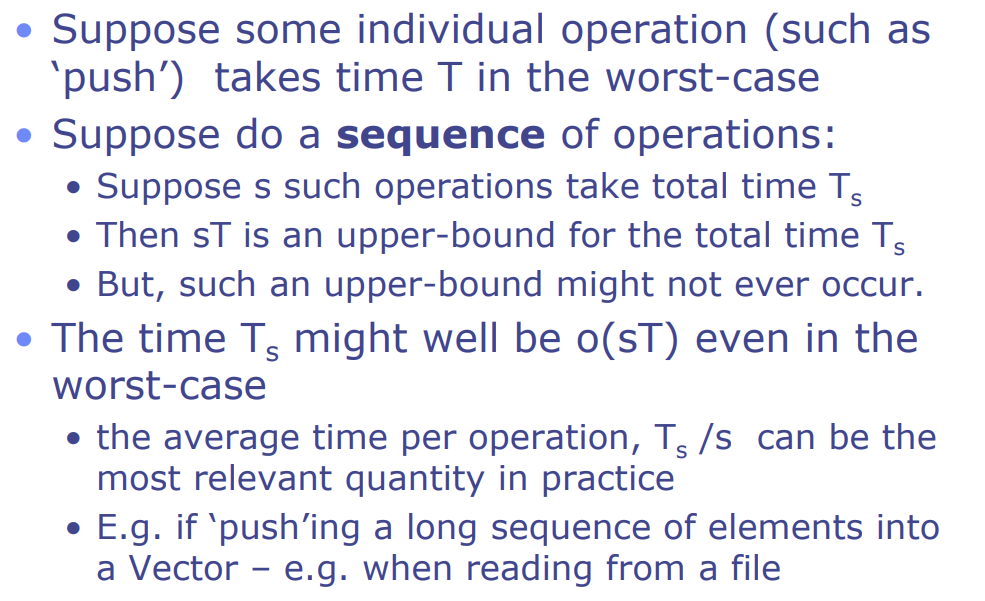 • Suppose some individual operation (such as
‘push’) takes time T in the worst-case
• Suppose do a sequence of operations:
• Suppose s such operations take total time Ts
• Then sT is an upper-bound for the total time Ts
• But, such an upper-bound might not ever occur.
• The time Ts might well be o(sT) even in the
worst-case
• the average time per operation, Ts /s can be the
most relevant quantity in practice
• E.g. if ‘push’ing a long sequence of elements into
a Vector – e.g. when reading from a file